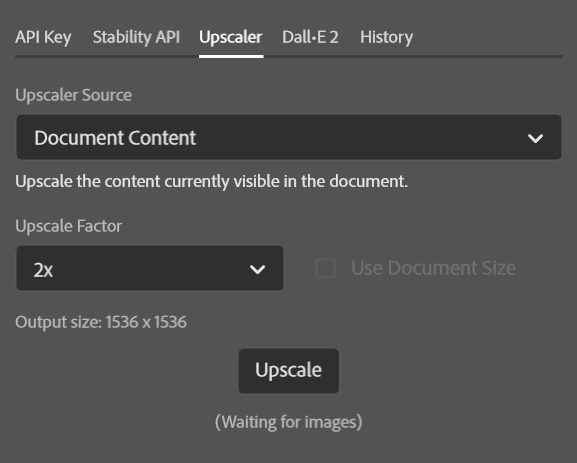 API Key Stability API Upscaler Dall•E 2 History
Upscaler Source
Document Content
Upscale the content currently visible in the document.
Upscale Factor
2x Use Document Size
Output size: 1536 x 1536
Upscale
(Waiting for images)